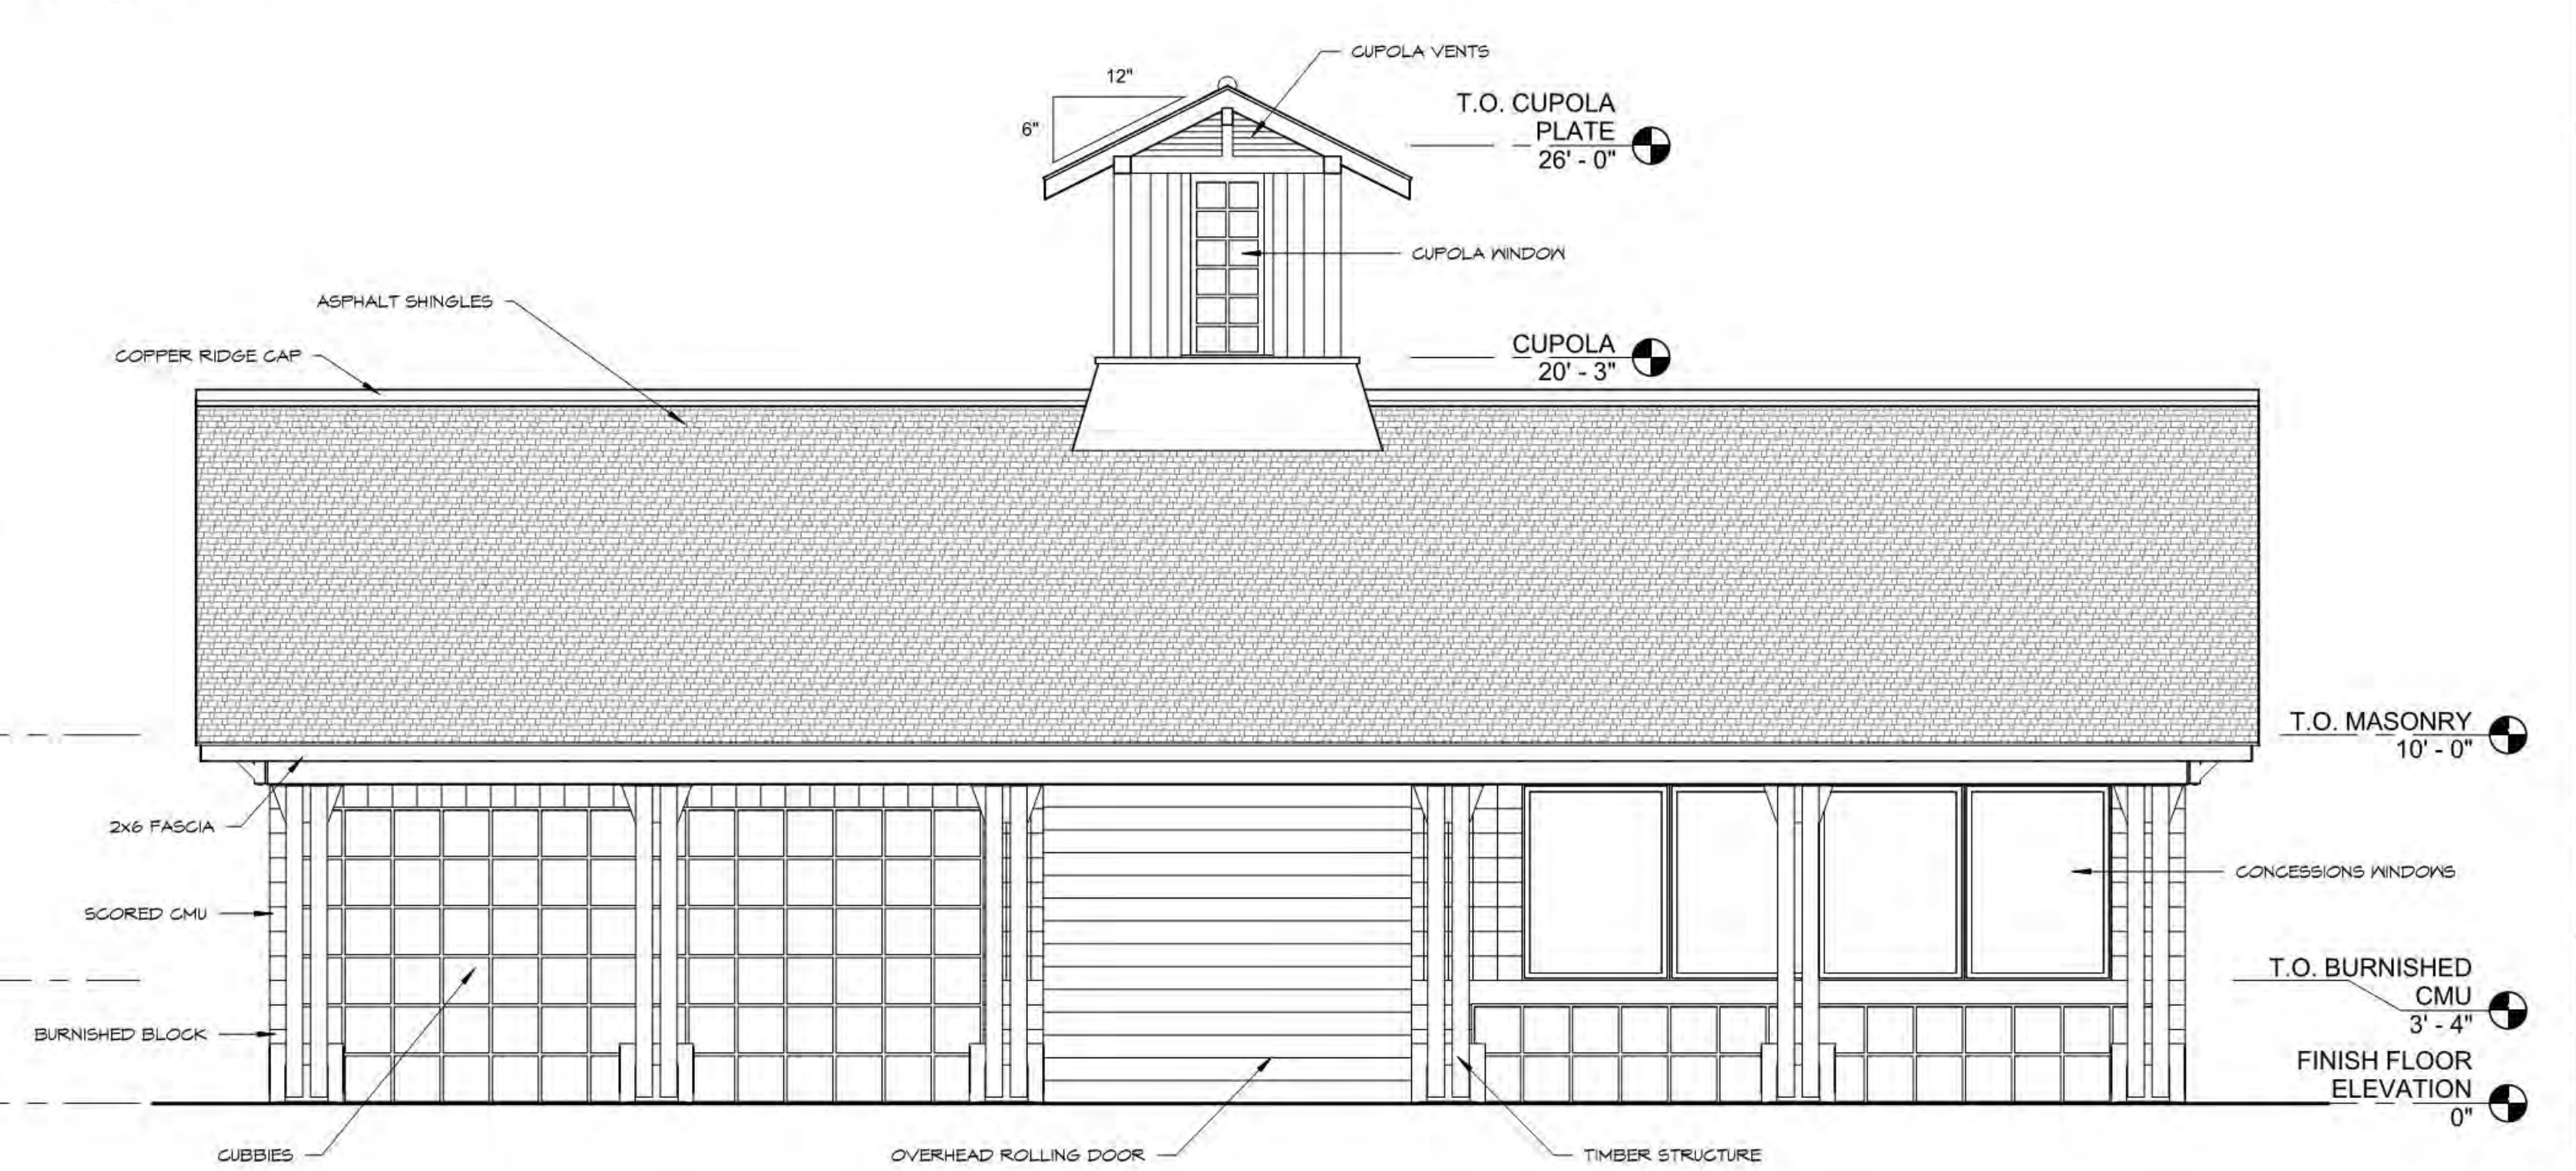 CUPOLA VENTS
12"
6"
T.O. CUPOLA
PLATE
26' - 0"
CUPOLA WINDOW
ASPHALT SHINGLES
COPPER RIDGE CAP
CUPOLA
20' - 3"
T.O. MASONRY
10' - 0"
2x6 FASCIA
CONCESSIONS WINDOWS
SCORED CMU
T.O. BURNISHED
CMU
3' - 4"
BURNISHED BLOCK
FINISH FLOOR
ELEVATION
0"
CUBBIES
OVERHEAD ROLLING DOOR
TIMBER STRUCTURE